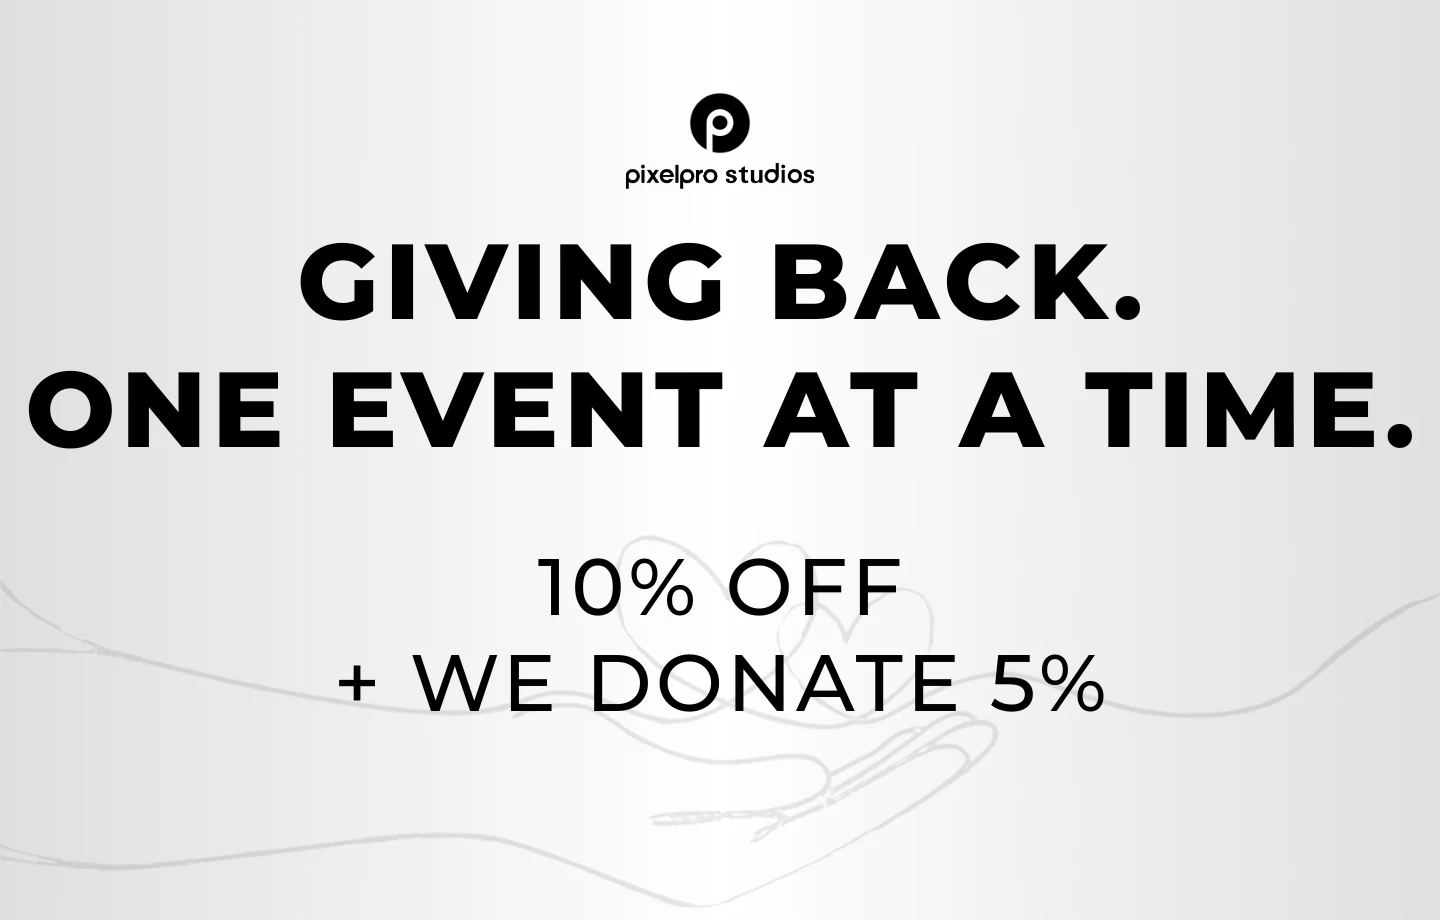 pixelpro studios
GIVING BACK.
ONE EVENT AT A TIME.
10% OFF
+ WE DONATE 5%